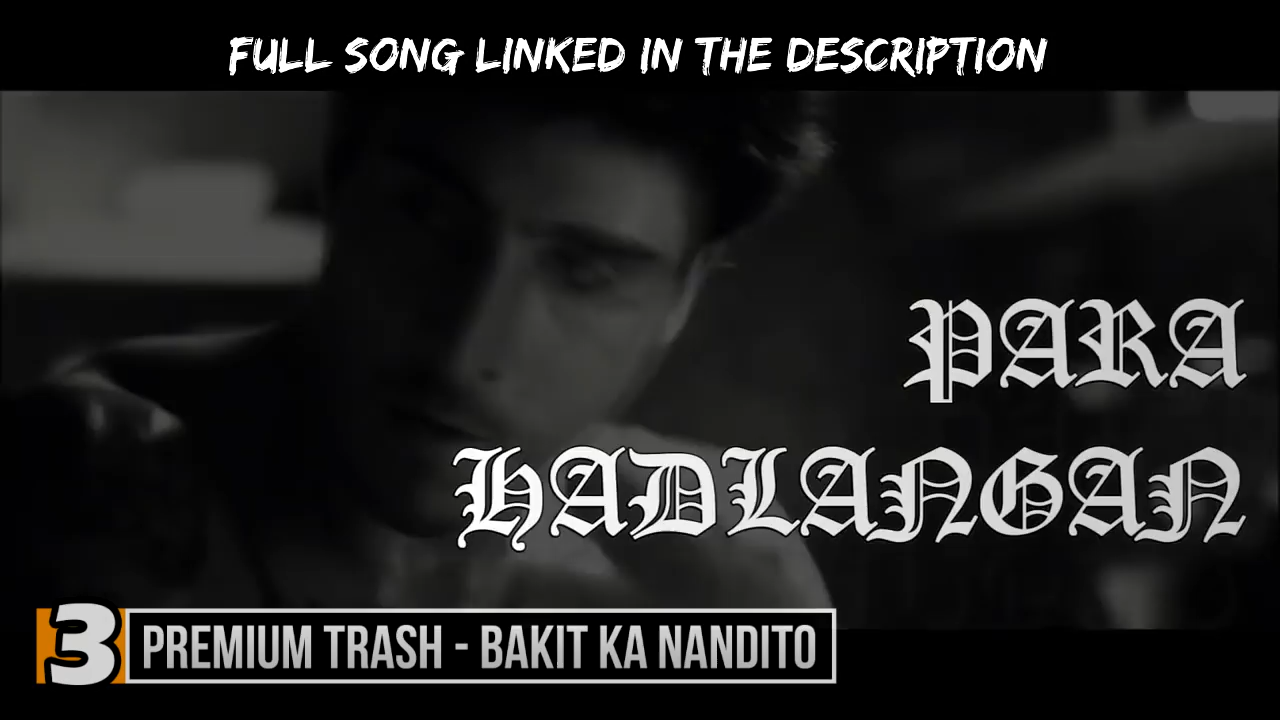 FULL SONG LINKED IN THE DESCRIPTION
PARA
HADLANGAN
3 PREMIUM TRASH - BAKIT KA NANDITO